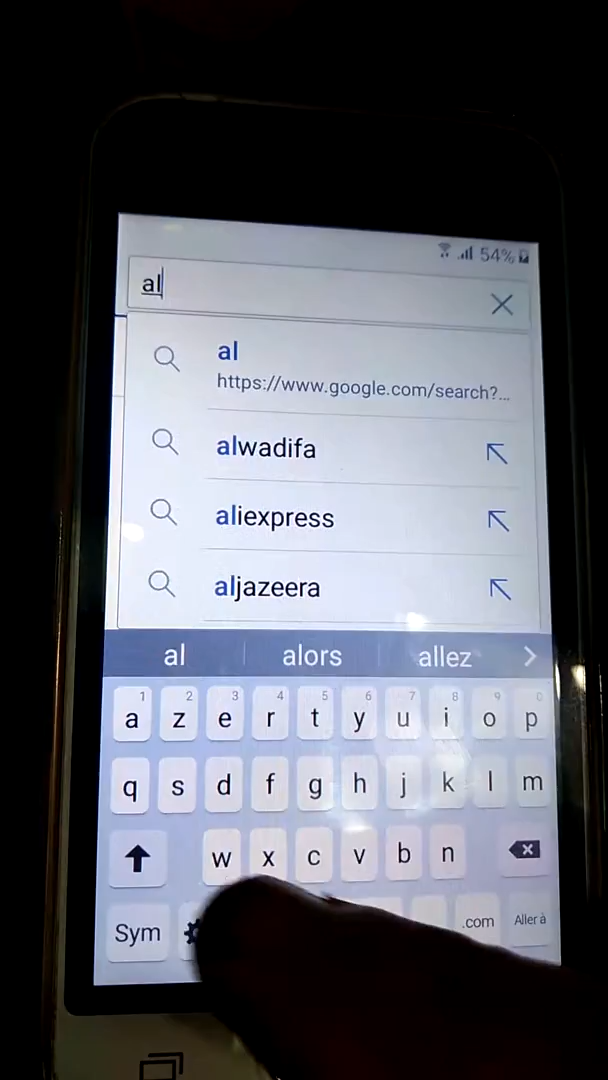 54%
al
al
https://www.google.com/search?...
alwadifa
aliexpress
aljazeera
al alors allez
1 2 3 4 5 6 7 8 9 0
a z e r t y u i o p
q s d f g h j k l m
w x c v b n
Sym .com Aller à